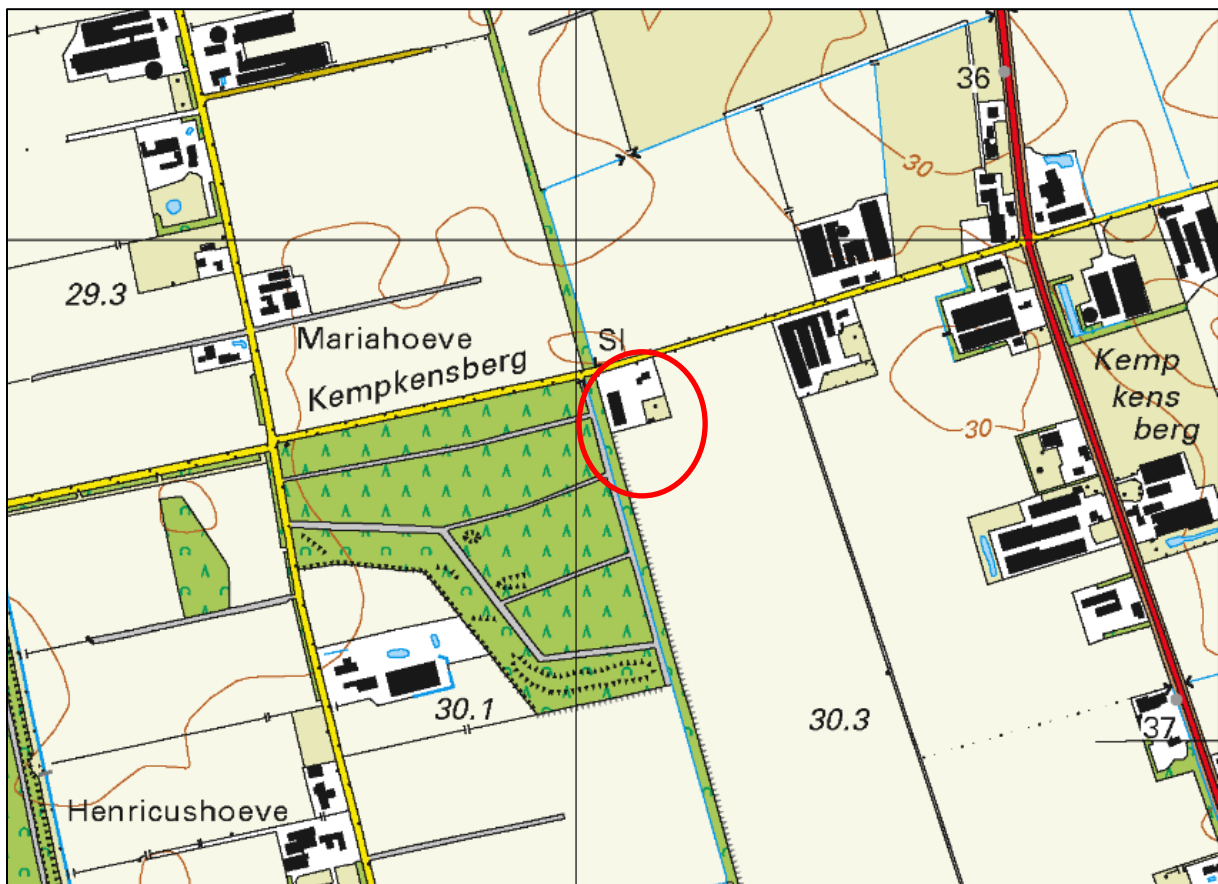 36
30
29.3
Mariahoeve
Sl
Kempkensberg
Kemp
kens
berg
30
30.1
30.3
37
Henricushoeve